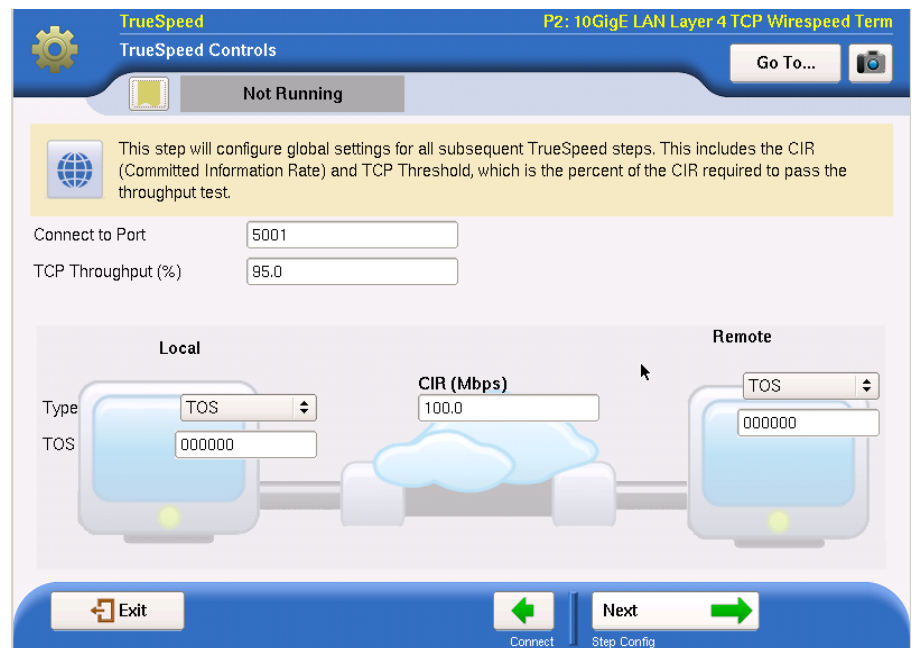 TrueSpeed
P2: 10GigE LAN Layer 4 TCP Wirespeed Term
TrueSpeed Controls
Go To...
Not Running
This step will configure global settings for all subsequent TrueSpeed steps. This includes the CIR
(Committed Information Rate) and TCP Threshold, which is the percent of the CIR required to pass the
throughput test.
Connect to Port
5001
TCP Throughput (%)
95.0
Local
Remote
CIR (Mbps)
TOS
Type
TOS
100.0
000000
TOS
000000
Exit
Next
Connect
Step Config